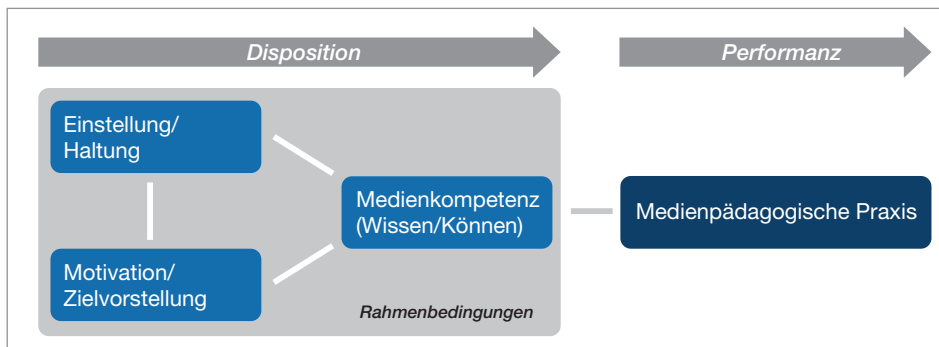 Disposition
Performanz
Einstellung/
Haltung
Medienkompetenz
(Wissen/Können)
Medienpädagogische Praxis
Motivation/
Zielvorstellung
Rahmenbedingungen